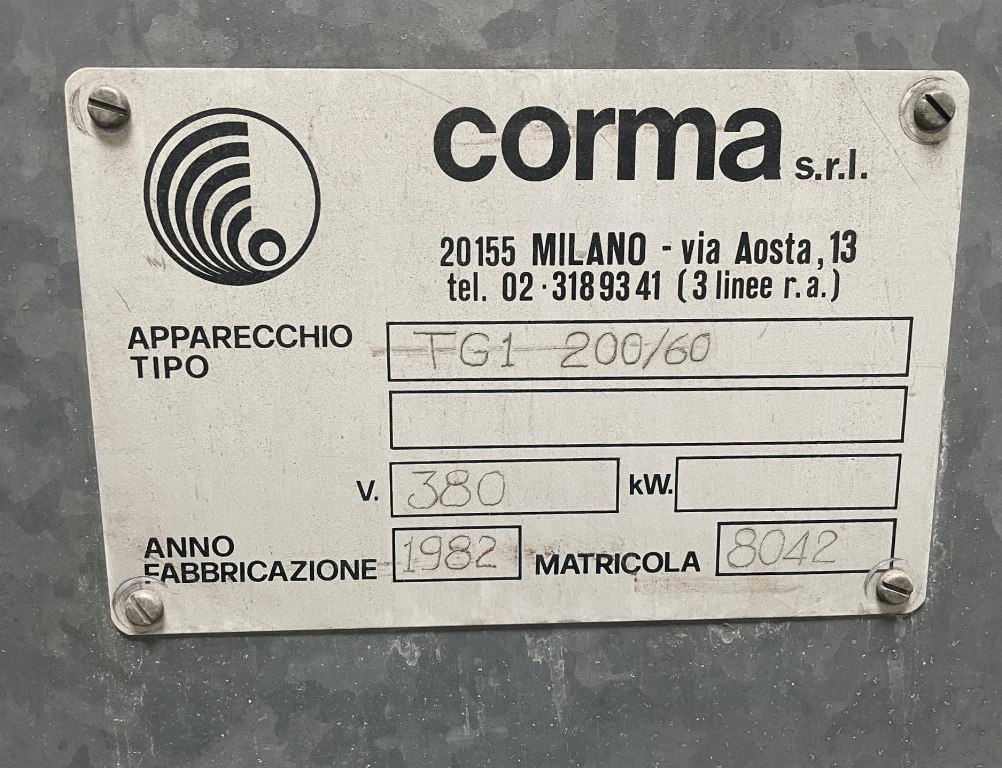 corma s.r.l.
20155 MILANO - via Aosta, 13
tel. 02·3189341 (3 linee r.a.)
APPARECCHIO TG1 200/60
TIPO
V. 380 kW.
ANNO
FABBRICAZIONE 1982 MATRICOLA 8042